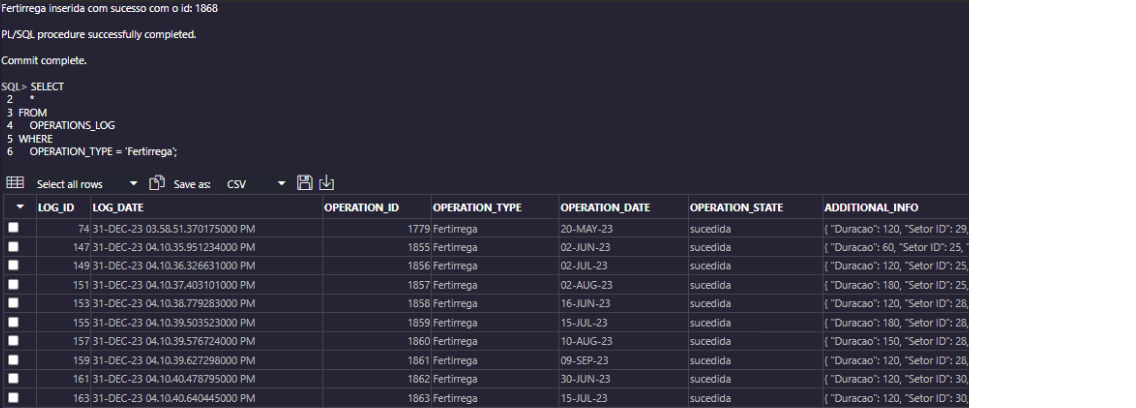 Fertirrega inserida com sucesso com o id: 1868
PL/SQL procedure successfully completed.
Commit complete.
SQL> SELECT
2 *
3 FROM
4 OPERATIONS_LOG
5 WHERE
6 OPERATION_TYPE = 'Fertirrega';
Select all rows Save as: CSV
LOG_ID LOG_DATE OPERATION_ID OPERATION_TYPE OPERATION_DATE OPERATION_STATE ADDITIONAL_INFO
74 31-DEC-23 03.58.51.370175000 PM 1779 Fertirrega 20-MAY-23 sucedida { "Duracao": 120, "Setor ID": 29,
147 31-DEC-23 04.10.35.951234000 PM 1855 Fertirrega 02-JUN-23 sucedida { "Duracao": 60, "Setor ID": 25, "
149 31-DEC-23 04.10.36.326631000 PM 1856 Fertirrega 02-JUL-23 sucedida { "Duracao": 120, "Setor ID": 25,
151 31-DEC-23 04.10.37.403101000 PM 1857 Fertirrega 02-AUG-23 sucedida { "Duracao": 180, "Setor ID": 25,
153 31-DEC-23 04.10.38.779283000 PM 1858 Fertirrega 16-JUN-23 sucedida { "Duracao": 120, "Setor ID": 28,
155 31-DEC-23 04.10.39.503523000 PM 1859 Fertirrega 15-JUL-23 sucedida { "Duracao": 180, "Setor ID": 28,
157 31-DEC-23 04.10.39.576724000 PM 1860 Fertirrega 10-AUG-23 sucedida { "Duracao": 150, "Setor ID": 28,
159 31-DEC-23 04.10.39.627298000 PM 1861 Fertirrega 09-SEP-23 sucedida { "Duracao": 120, "Setor ID": 28,
161 31-DEC-23 04.10.40.478795000 PM 1862 Fertirrega 30-JUN-23 sucedida { "Duracao": 120, "Setor ID": 30,
163 31-DEC-23 04.10.40.640445000 PM 1863 Fertirrega 15-JUL-23 sucedida { "Duracao": 120, "Setor ID": 30,